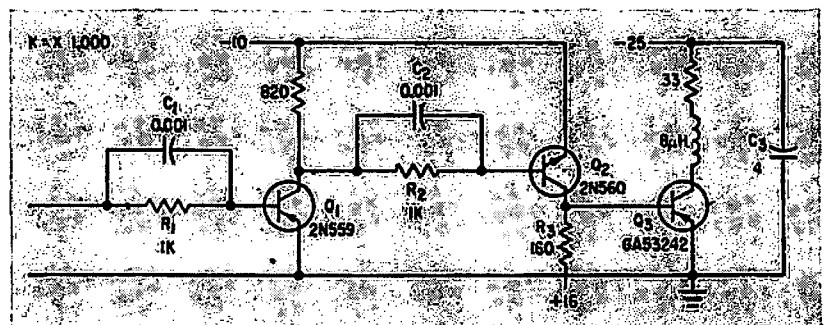 K = X 1,000
-10
-25
820
C1
0.001
C2
0.001
33
8μH
C3
4
R1
1K
Q1
2N559
R2
1K
Q2
2N560
R3
160
Q3
GA53242
+16